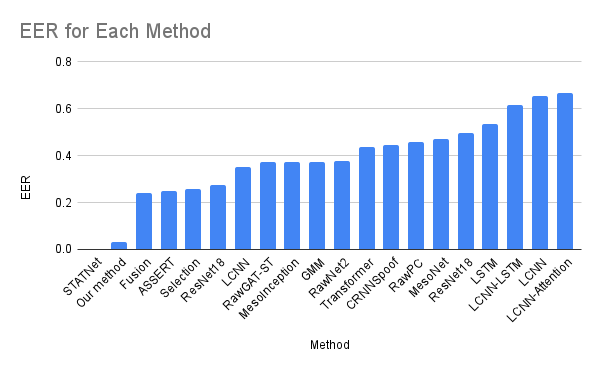 EER for Each Method
0.8
0.6
0.4
0.2
0.0
EER
STATNet
Our method
Fusion
ASSERT
Selection
ResNet18
LCNN
RawGAT-ST
MesoInception
GMM
RawNet2
Transformer
CRNNSpoof
RawPC
MesoNet
ResNet18
LSTM
LCNN-LSTM
LCNN
LCNN-Attention
Method